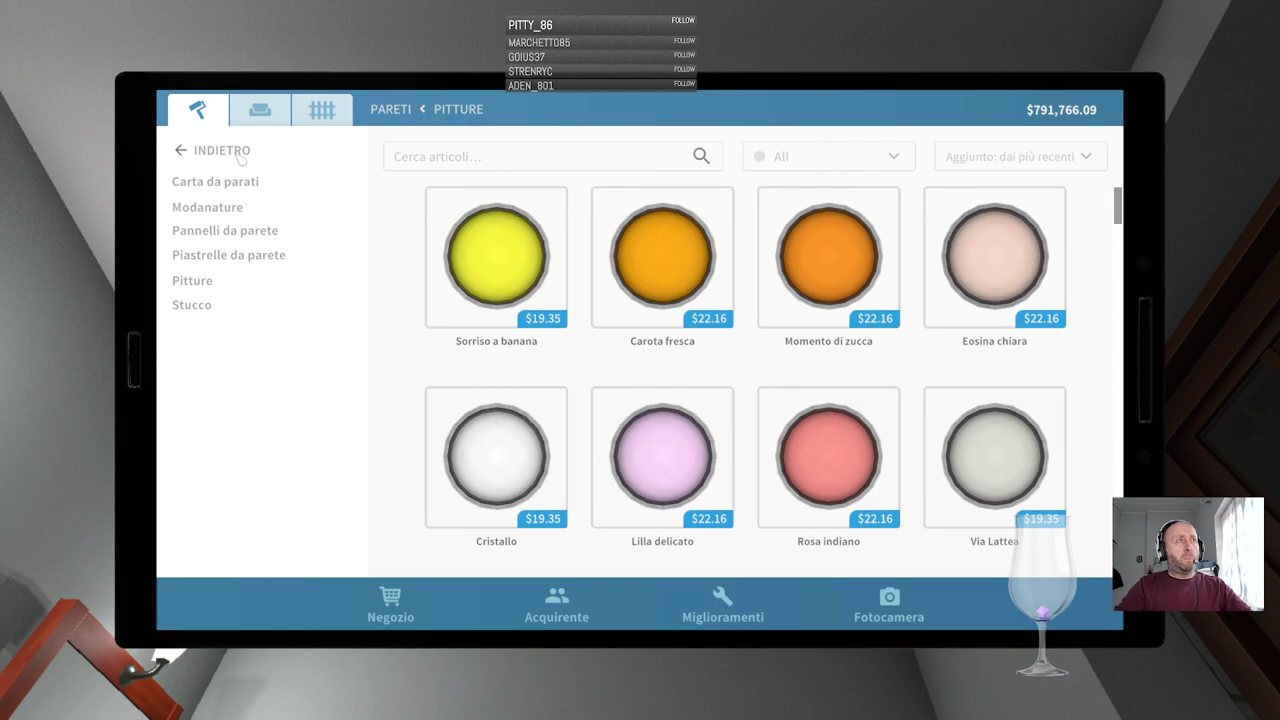 PITTY_86 FOLLOW
MARCHETTO85 FOLLOW
GOIUS37 FOLLOW
STRENRYC FOLLOW
ADEN_801 FOLLOW
PARETI < PITTURE
$791,766.09
INDIETRO
Carta da parati
Modanature
Pannelli da parete
Piastrelle da parete
Pitture
Stucco
Cerca articoli...
All
Aggiunto: dai più recenti
$19.35
$22.16
$22.16
$22.16
Sorriso a banana
Carota fresca
Momento di zucca
Eosina chiara
$19.35
$22.16
$22.16
$19.35
Cristallo
Lilla delicato
Rosa indiano
Via Lattea
Negozio
Acquirente
Miglioramenti
Fotocamera